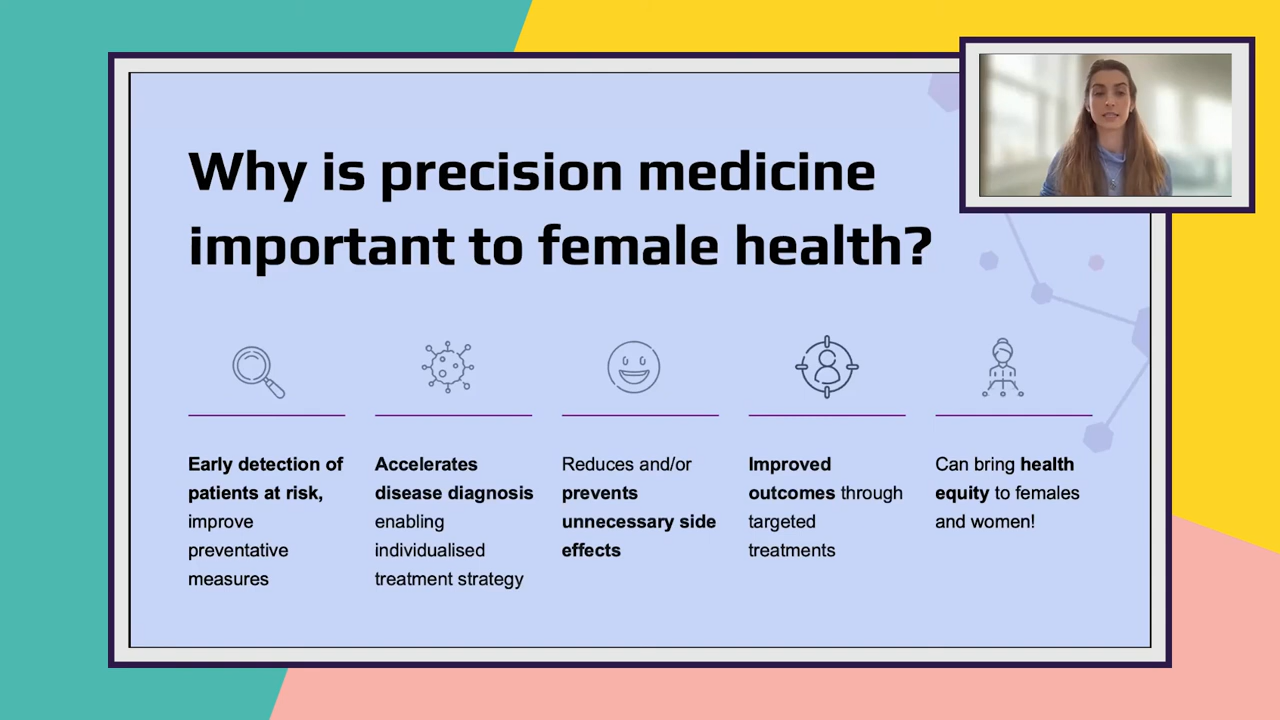 Why is precision medicine
important to female health?
Early detection of
patients at risk,
improve
preventative
measures
Accelerates
disease diagnosis
enabling
individualised
treatment strategy
Reduces and/or
prevents
unnecessary side
effects
Improved
outcomes through
targeted
treatments
Can bring health
equity to females
and women!